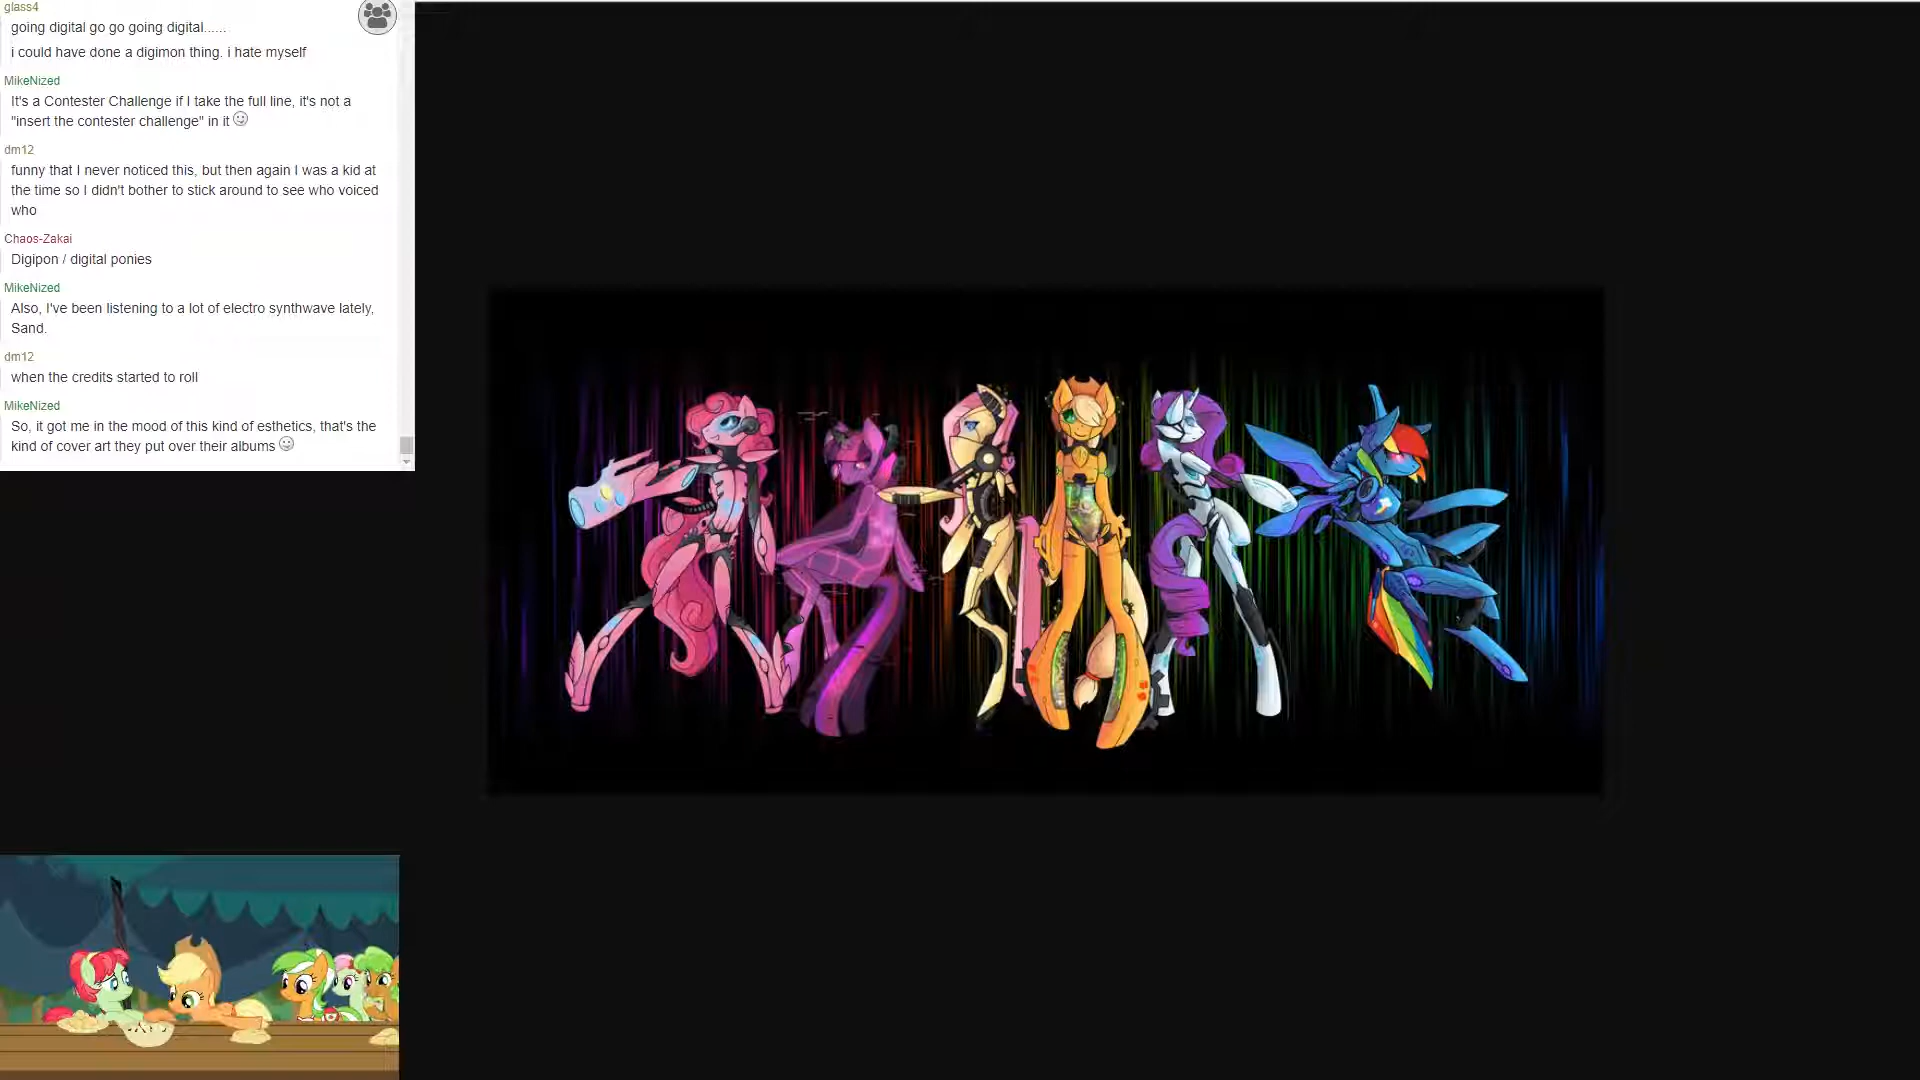 glass4
going digital go go going digital......
i could have done a digimon thing. i hate myself
MikeNized
It's a Contester Challenge if I take the full line, it's not a
"insert the contester challenge" in it
dm12
funny that I never noticed this, but then again I was a kid at
the time so I didn't bother to stick around to see who voiced
who
Chaos-Zakai
Digipon / digital ponies
MikeNized
Also, I've been listening to a lot of electro synthwave lately,
Sand.
dm12
when the credits started to roll
MikeNized
So, it got me in the mood of this kind of esthetics, that's the
kind of cover art they put over their albums